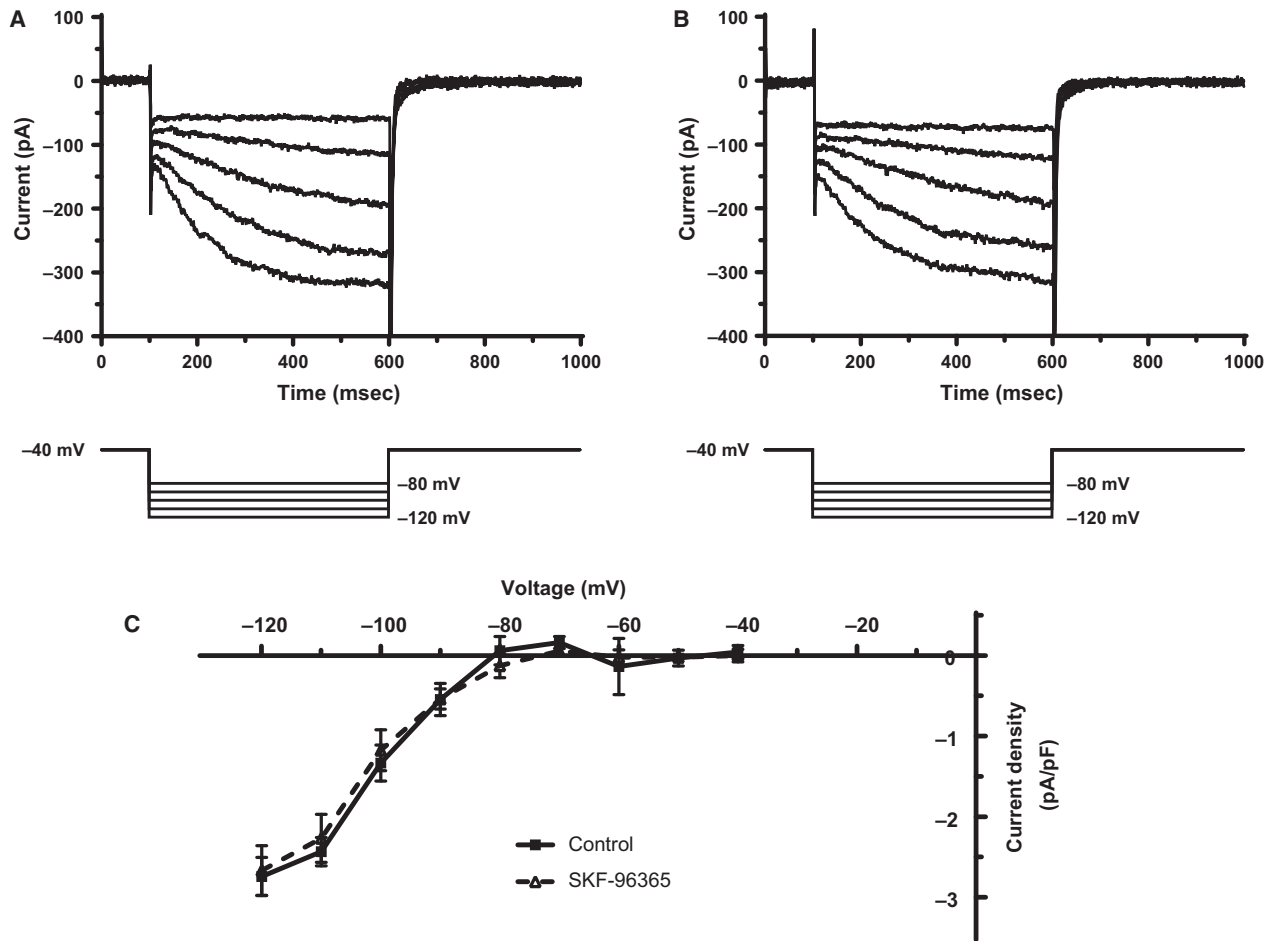 A
100
0
–100
–200
–300
–400
Current (pA)
0
200
400
600
800
1000
Time (msec)
–40 mV
–80 mV
–120 mV
B
100
0
–100
–200
–300
–400
Current (pA)
0
200
400
600
800
1000
Time (msec)
–80 mV
–120 mV
C
Voltage (mV)
–120
–100
–80
–60
–40
–20
0
–1
–2
–3
Current density
(pA/pF)
Control
SKF-96365